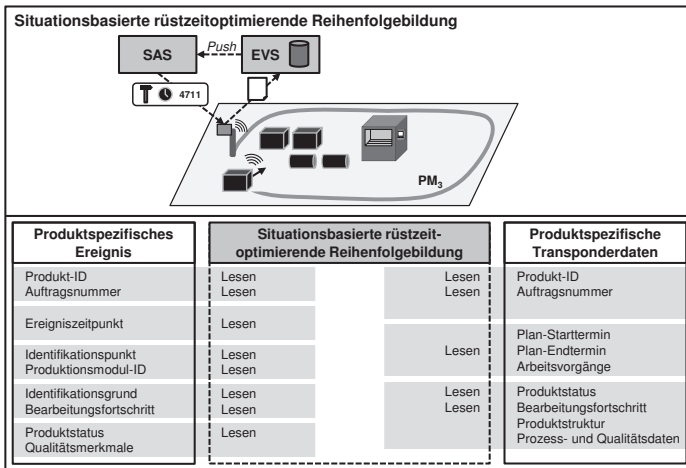 Situationsbasierte rüstzeitoptimierende Reihenfolgebildung
SAS
Push
EVS
4711
PM3
Produktspezifisches
Ereignis
Situationsbasierte rüstzeit-
optimierende Reihenfolgebildung
Produktspezifische
Transponderdaten
Produkt-ID Lesen Lesen Produkt-ID
Auftragsnummer Lesen Lesen Auftragsnummer
Ereigniszeitpunkt Lesen
Plan-Starttermin
Identifikationspunkt Lesen Lesen Plan-Endtermin
Produktionsmodul-ID Lesen Arbeitsvorgänge
Identifikationsgrund Lesen Lesen Produktstatus
Bearbeitungsfortschritt Lesen Lesen Bearbeitungsfortschritt
Produktstruktur
Produktstatus Lesen Prozess- und Qualitätsdaten
Qualitätsmerkmale